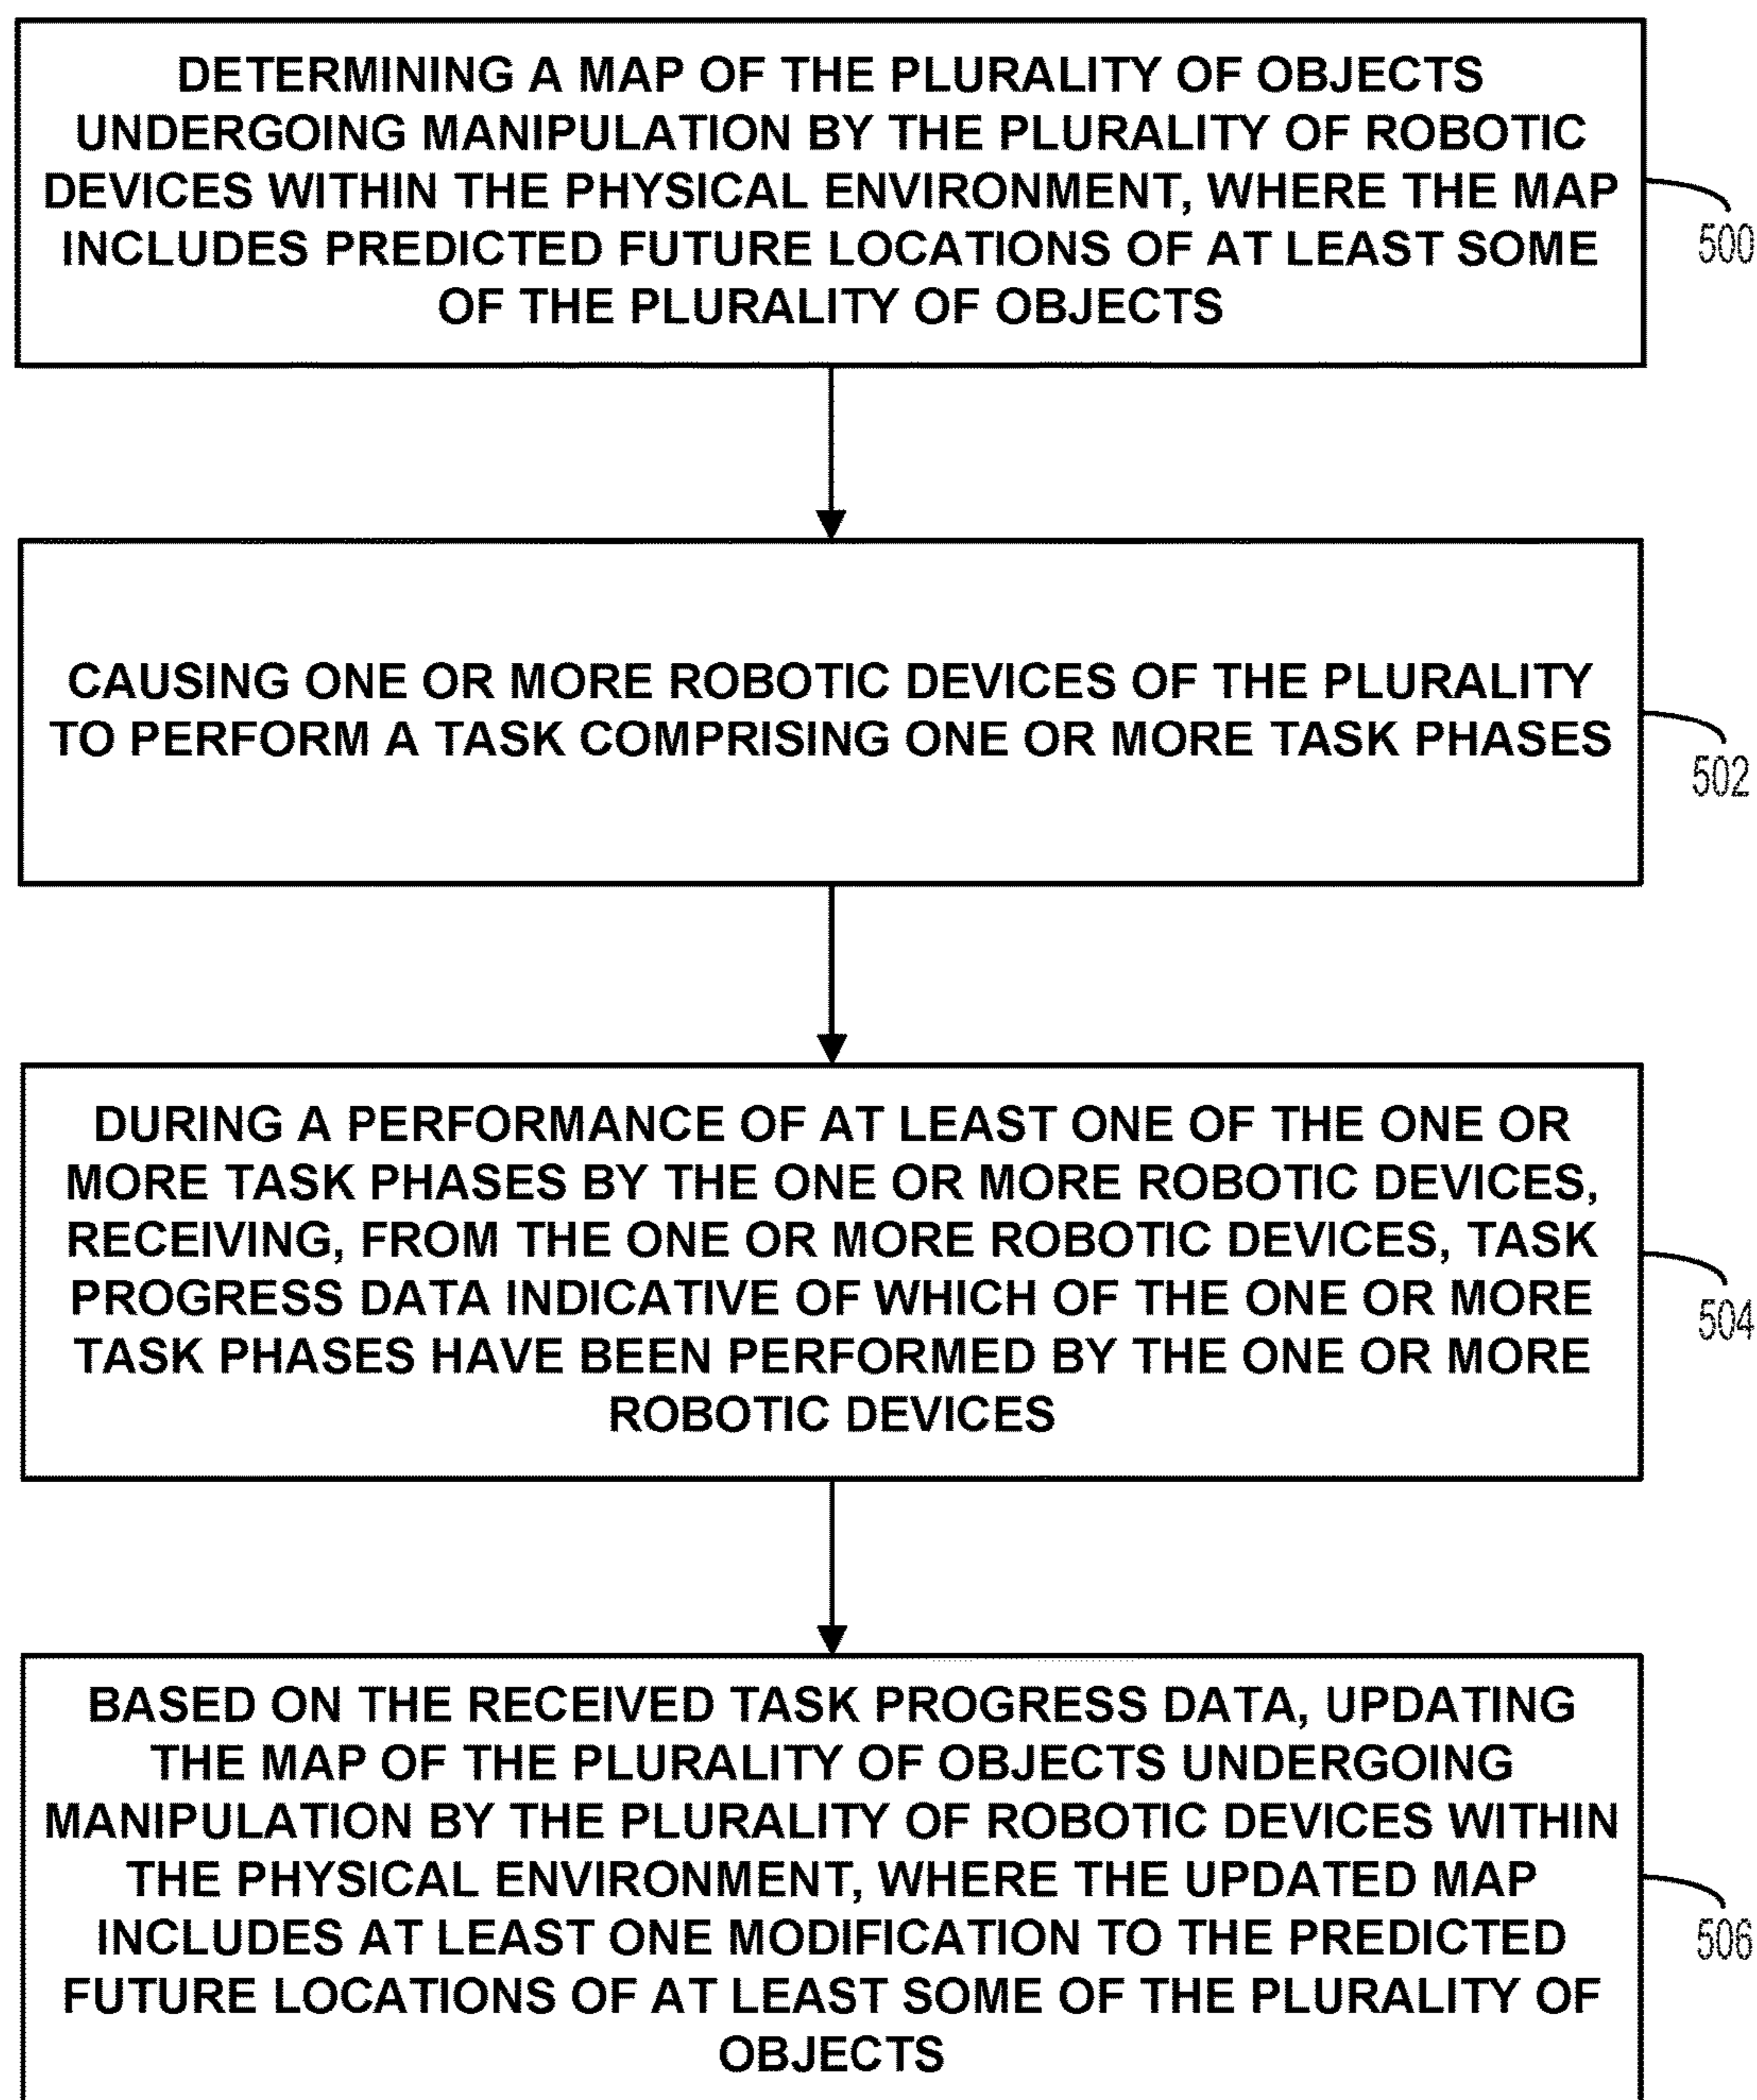 DETERMINING A MAP OF THE PLURALITY OF OBJECTS
UNDERGOING MANIPULATION BY THE PLURALITY OF ROBOTIC
DEVICES WITHIN THE PHYSICAL ENVIRONMENT, WHERE THE MAP
INCLUDES PREDICTED FUTURE LOCATIONS OF AT LEAST SOME
OF THE PLURALITY OF OBJECTS
500
CAUSING ONE OR MORE ROBOTIC DEVICES OF THE PLURALITY
TO PERFORM A TASK COMPRISING ONE OR MORE TASK PHASES
502
DURING A PERFORMANCE OF AT LEAST ONE OF THE ONE OR
MORE TASK PHASES BY THE ONE OR MORE ROBOTIC DEVICES,
RECEIVING, FROM THE ONE OR MORE ROBOTIC DEVICES, TASK
PROGRESS DATA INDICATIVE OF WHICH OF THE ONE OR MORE
TASK PHASES HAVE BEEN PERFORMED BY THE ONE OR MORE
ROBOTIC DEVICES
504
BASED ON THE RECEIVED TASK PROGRESS DATA, UPDATING
THE MAP OF THE PLURALITY OF OBJECTS UNDERGOING
MANIPULATION BY THE PLURALITY OF ROBOTIC DEVICES WITHIN
THE PHYSICAL ENVIRONMENT, WHERE THE UPDATED MAP
INCLUDES AT LEAST ONE MODIFICATION TO THE PREDICTED
FUTURE LOCATIONS OF AT LEAST SOME OF THE PLURALITY OF
OBJECTS
506